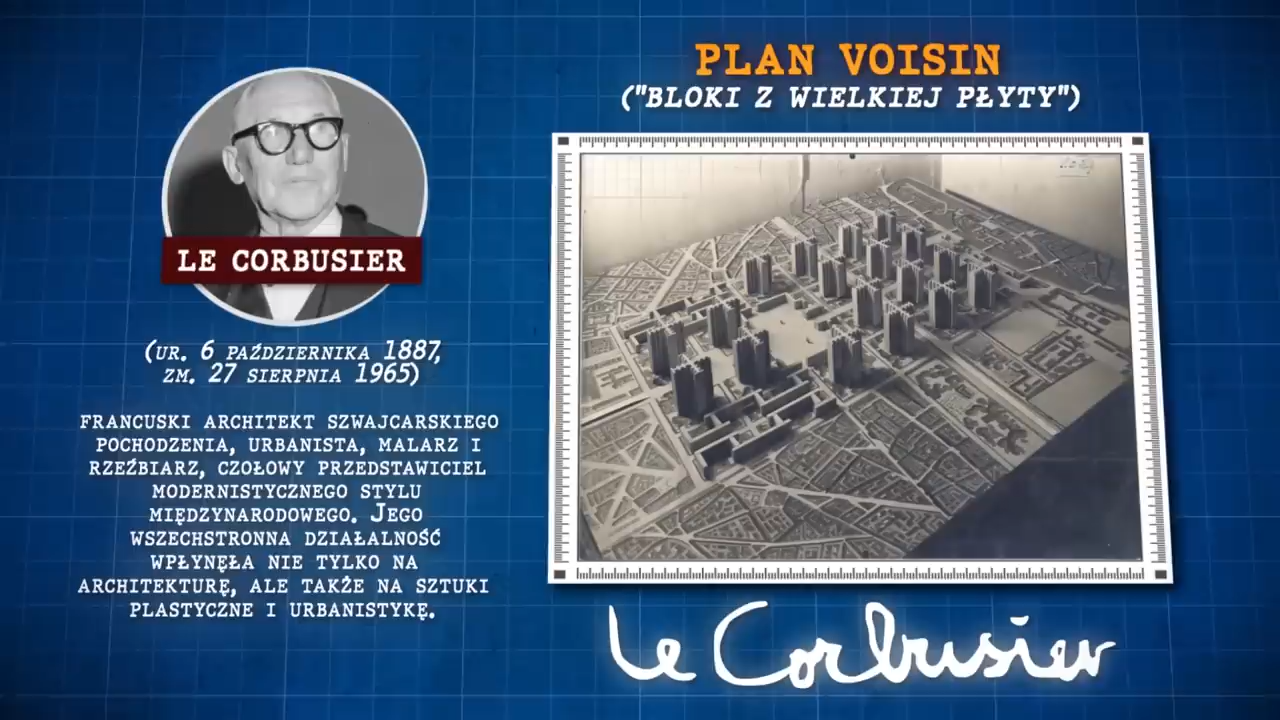 PLAN VOISIN
("BLOKI Z WIELKIEJ PŁYTY")
LE CORBUSIER
(UR. 6 PAŹDZIERNIKA 1887,
ZM. 27 SIERPNIA 1965)
FRANCUSKI ARCHITEKT SZWAJCARSKIEGO
POCHODZENIA, URBANISTA, MALARZ I
RZEŹBIARZ, CZOŁOWY PRZEDSTAWICIEL
MODERNISTYCZNEGO STYLU
MIĘDZYNARODOWEGO. JEGO
WSZECHSTRONNA DZIAŁALNOŚĆ
WPŁYNĘŁA NIE TYLKO NA
ARCHITEKTURĘ, ALE TAKŻE NA SZTUKI
PLASTYCZNE I URBANISTYKĘ.
Le Corbusier